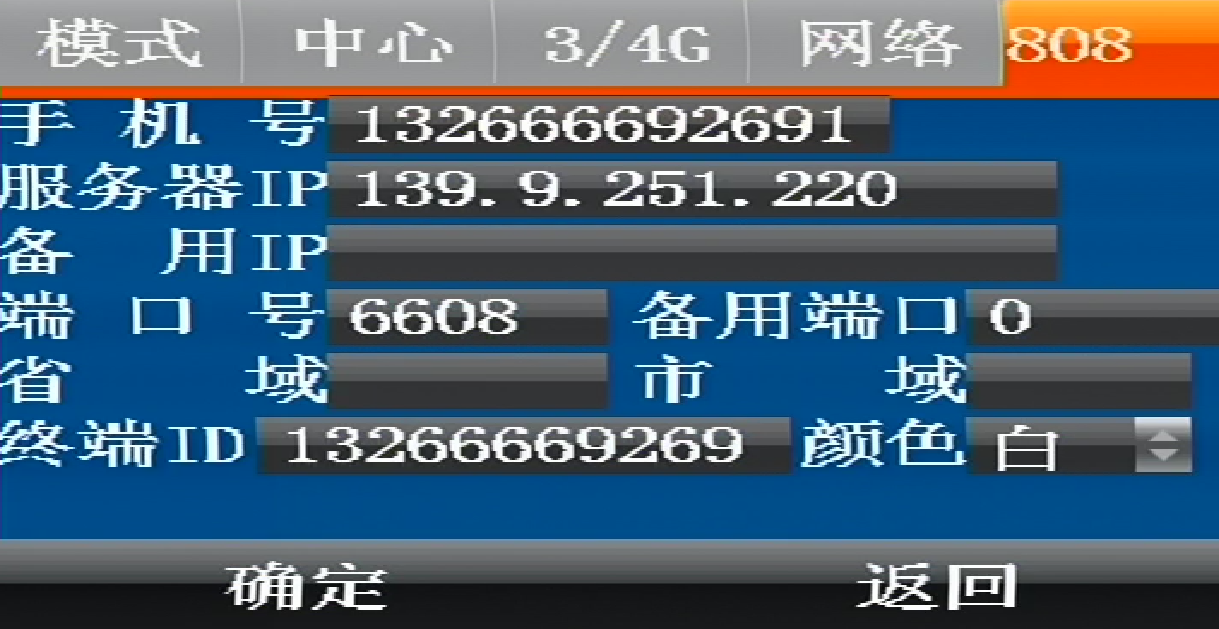 模式 中心 3/4G 网络 808
手机号 132666692691
服务器IP 139.9.251.220
备用IP
端口号 6608 备用端口 0
省域 市域
终端ID 13266669269 颜色 白
确定 返回